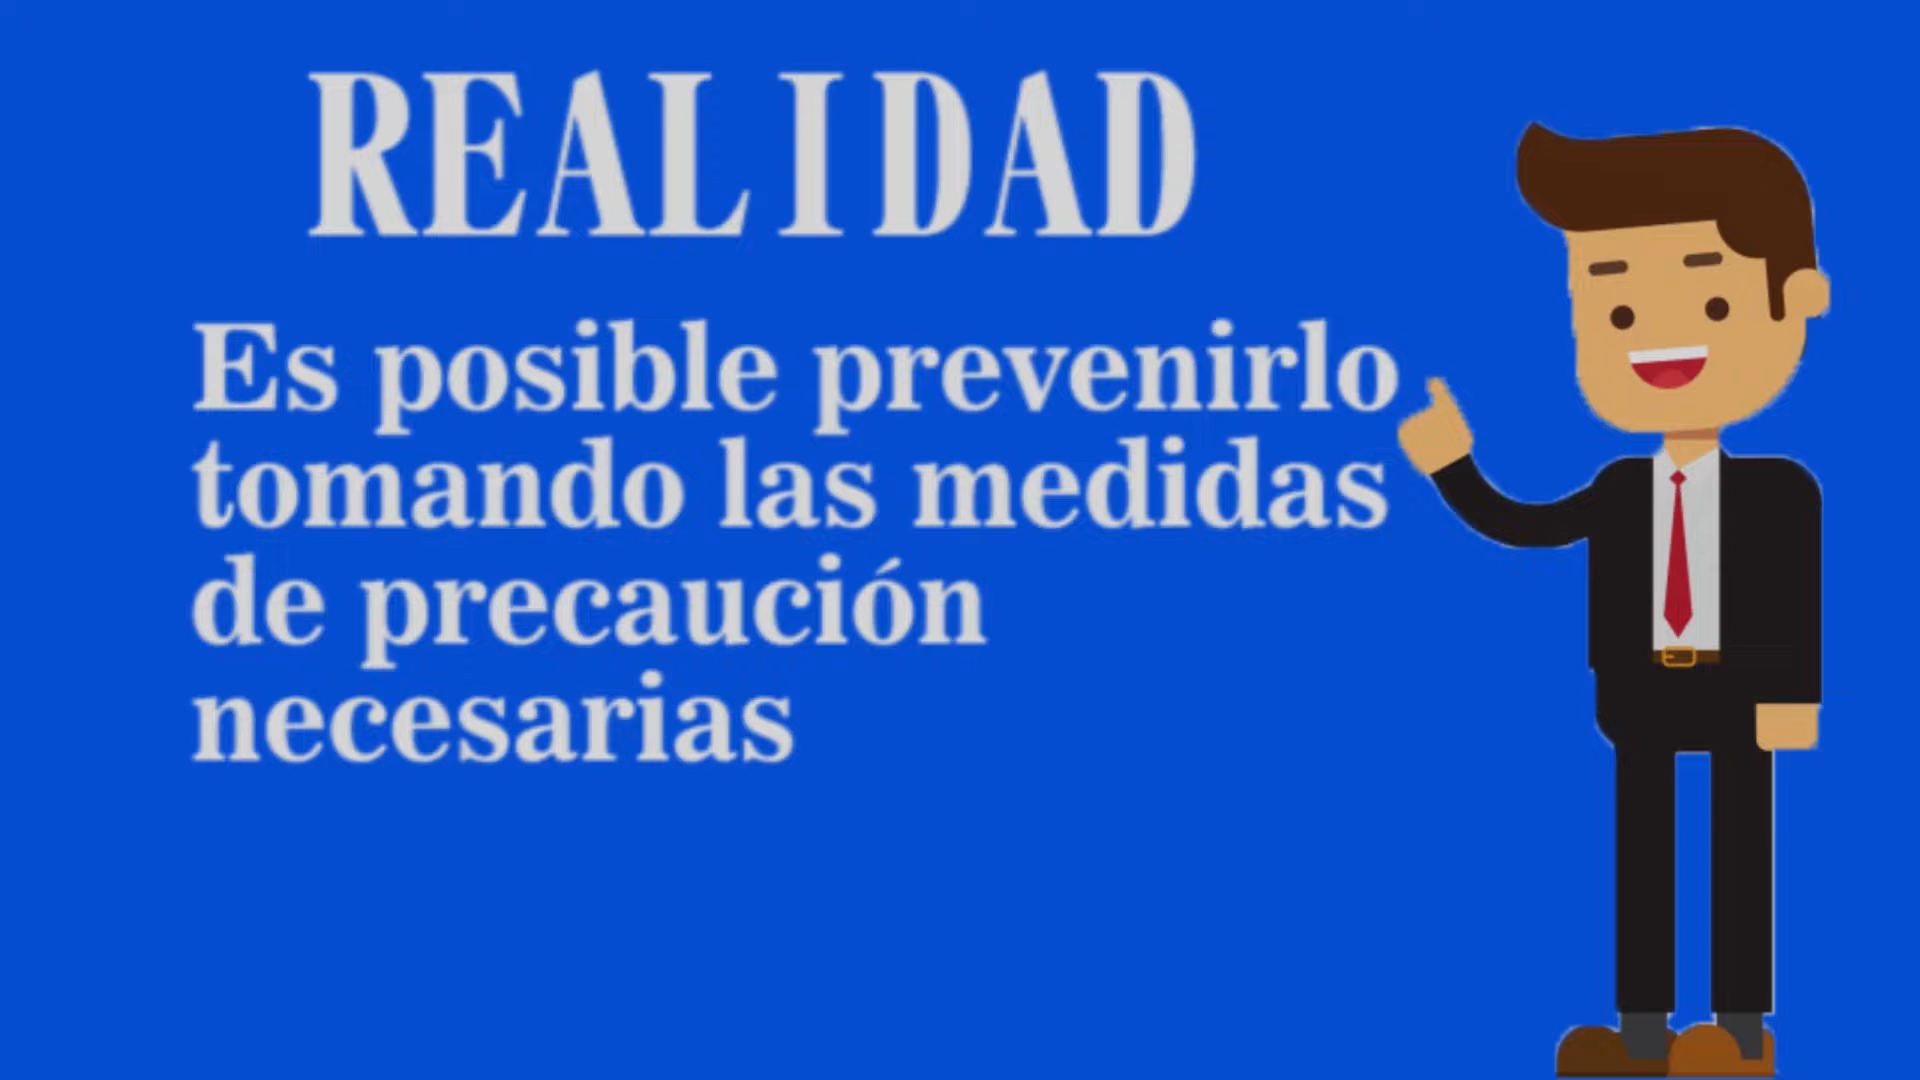 REALIDAD
Es posible prevenirlo
tomando las medidas
de precaución
necesarias